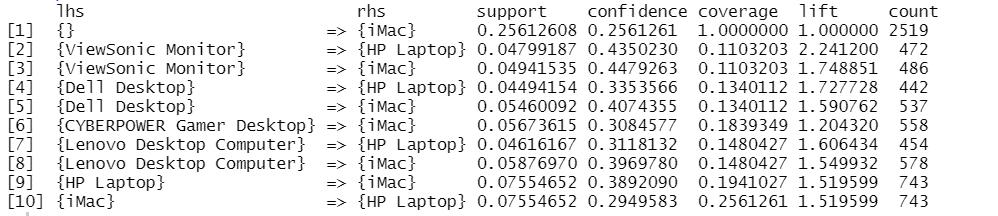 lhs rhs support confidence coverage lift count
[1] {} => {iMac} 0.25612608 0.2561261 1.0000000 1.000000 2519
[2] {ViewSonic Monitor} => {HP Laptop} 0.04799187 0.4350230 0.1103203 2.241200 472
[3] {ViewSonic Monitor} => {iMac} 0.04941535 0.4479263 0.1103203 1.748851 486
[4] {Dell Desktop} => {HP Laptop} 0.04494154 0.3353566 0.1340112 1.727728 442
[5] {Dell Desktop} => {iMac} 0.05460092 0.4074355 0.1340112 1.590762 537
[6] {CYBERPOWER Gamer Desktop} => {iMac} 0.05673615 0.3084577 0.1839349 1.204320 558
[7] {Lenovo Desktop Computer} => {HP Laptop} 0.04616167 0.3118132 0.1480427 1.606434 454
[8] {Lenovo Desktop Computer} => {iMac} 0.05876970 0.3969780 0.1480427 1.549932 578
[9] {HP Laptop} => {iMac} 0.07554652 0.3892090 0.1941027 1.519599 743
[10] {iMac} => {HP Laptop} 0.07554652 0.2949583 0.2561261 1.519599 743